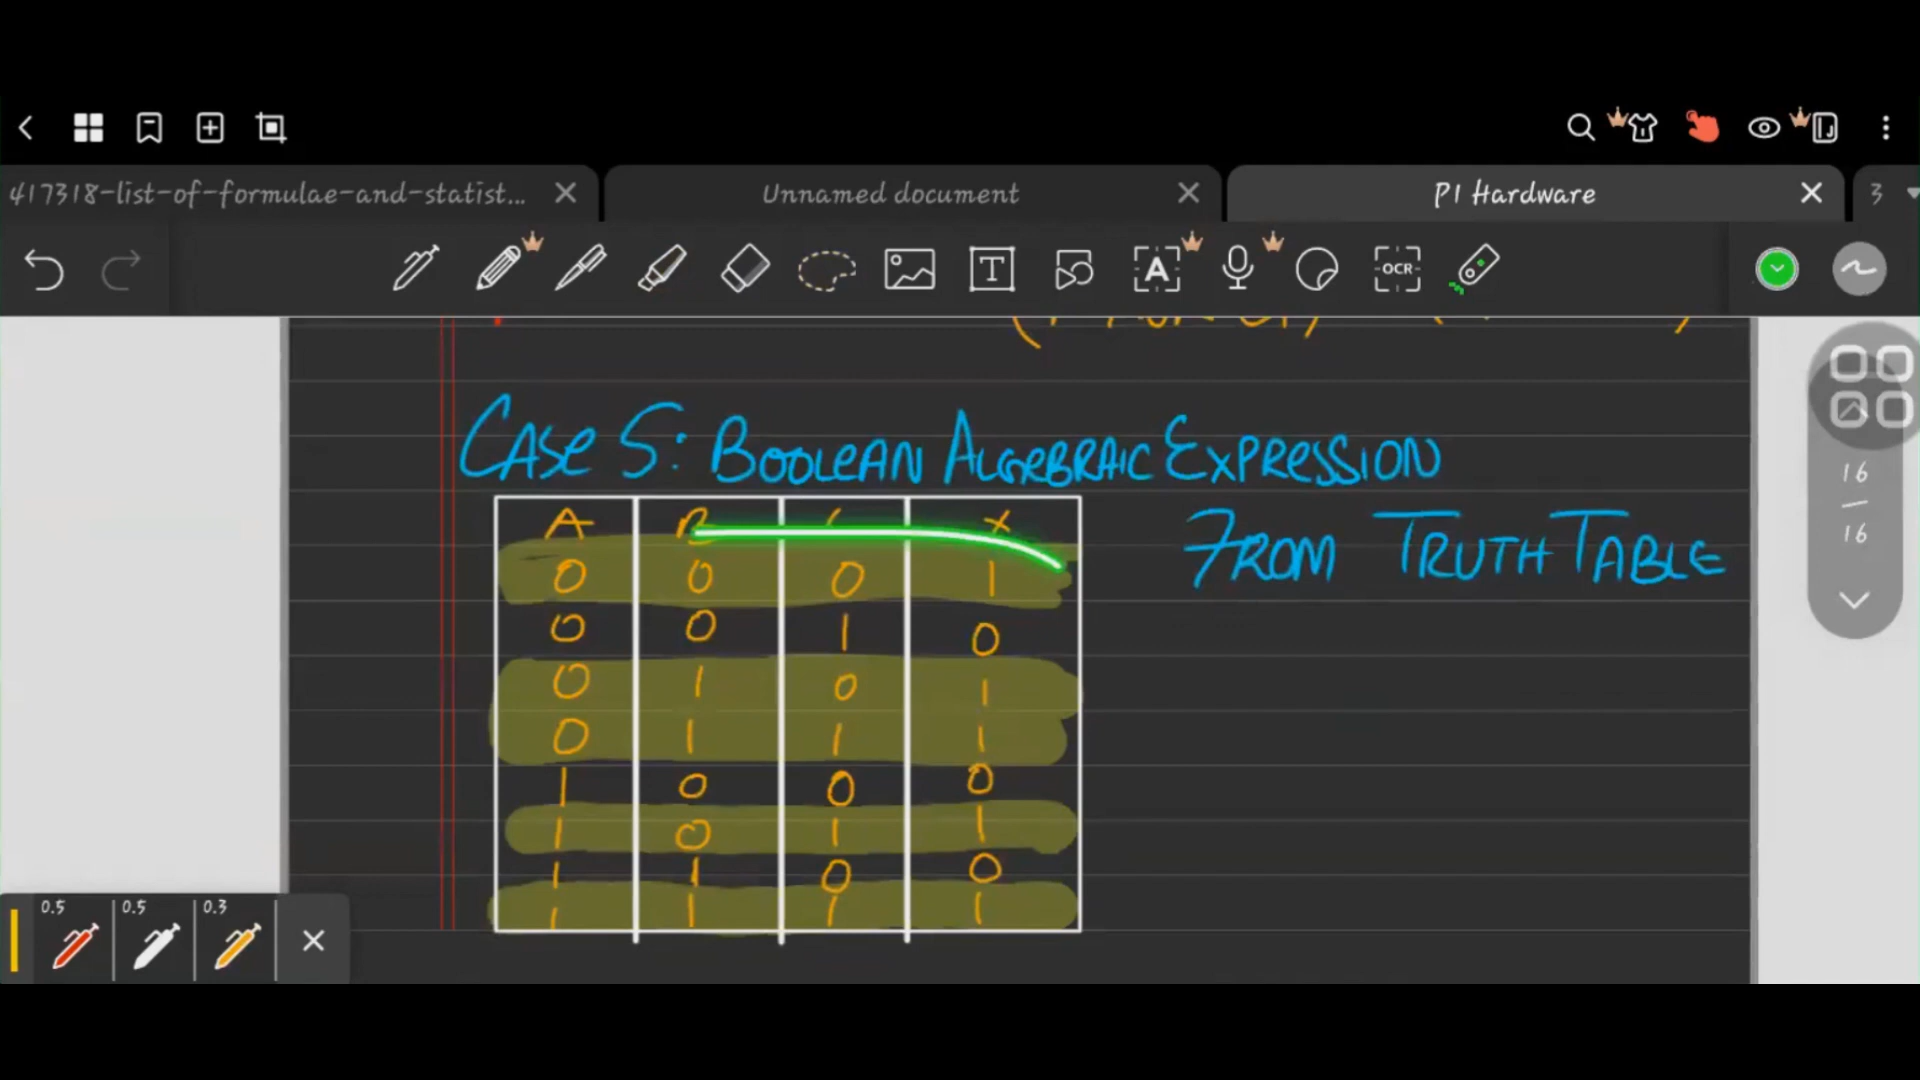 417318-list-of-formulae-and-statist...
Unnamed document
P1 Hardware
3
T
A
OCR
CASE 5: BOOLEAN ALGEBRAIC EXPRESSION
FROM TRUTH TABLE
A B X
0 0 0 1
0 0 1 0
0 1 0 1
0 1 1 1
1 0 0 0
1 0 1 1
1 1 0 0
1 1 1 1
16
16
0.5 0.5 0.3